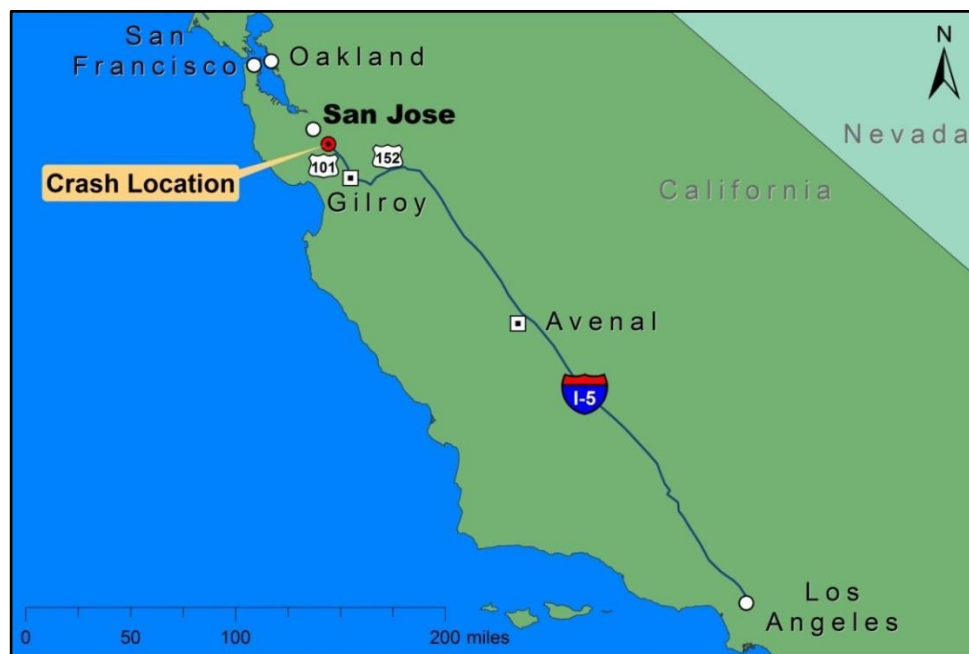 San
Francisco
Oakland
N
Nevada
San Jose
101
152
Crash Location
Gilroy
California
Avenal
I-5
Los
Angeles
0 50 100 200 miles